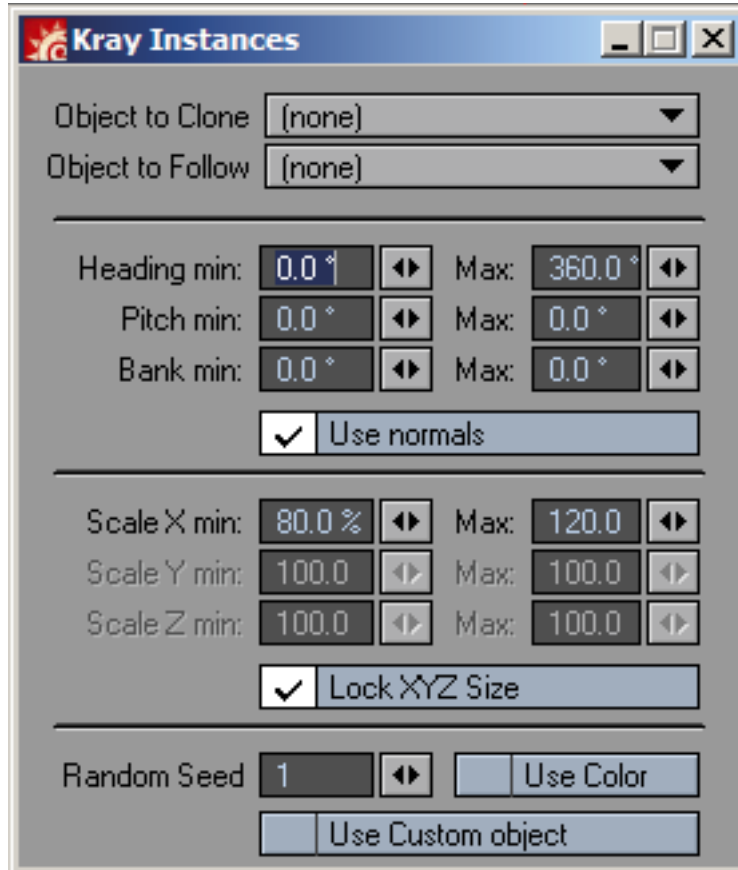 Kray Instances
Object to Clone (none)
Object to Follow (none)
Heading min: 0.0 ° Max: 360.0 °
Pitch min: 0.0 ° Max: 0.0 °
Bank min: 0.0 ° Max: 0.0 °
Use normals
Scale X min: 80.0 % Max: 120.0
Scale Y min: 100.0 Max: 100.0
Scale Z min: 100.0 Max: 100.0
Lock XYZ Size
Random Seed 1 Use Color
Use Custom object